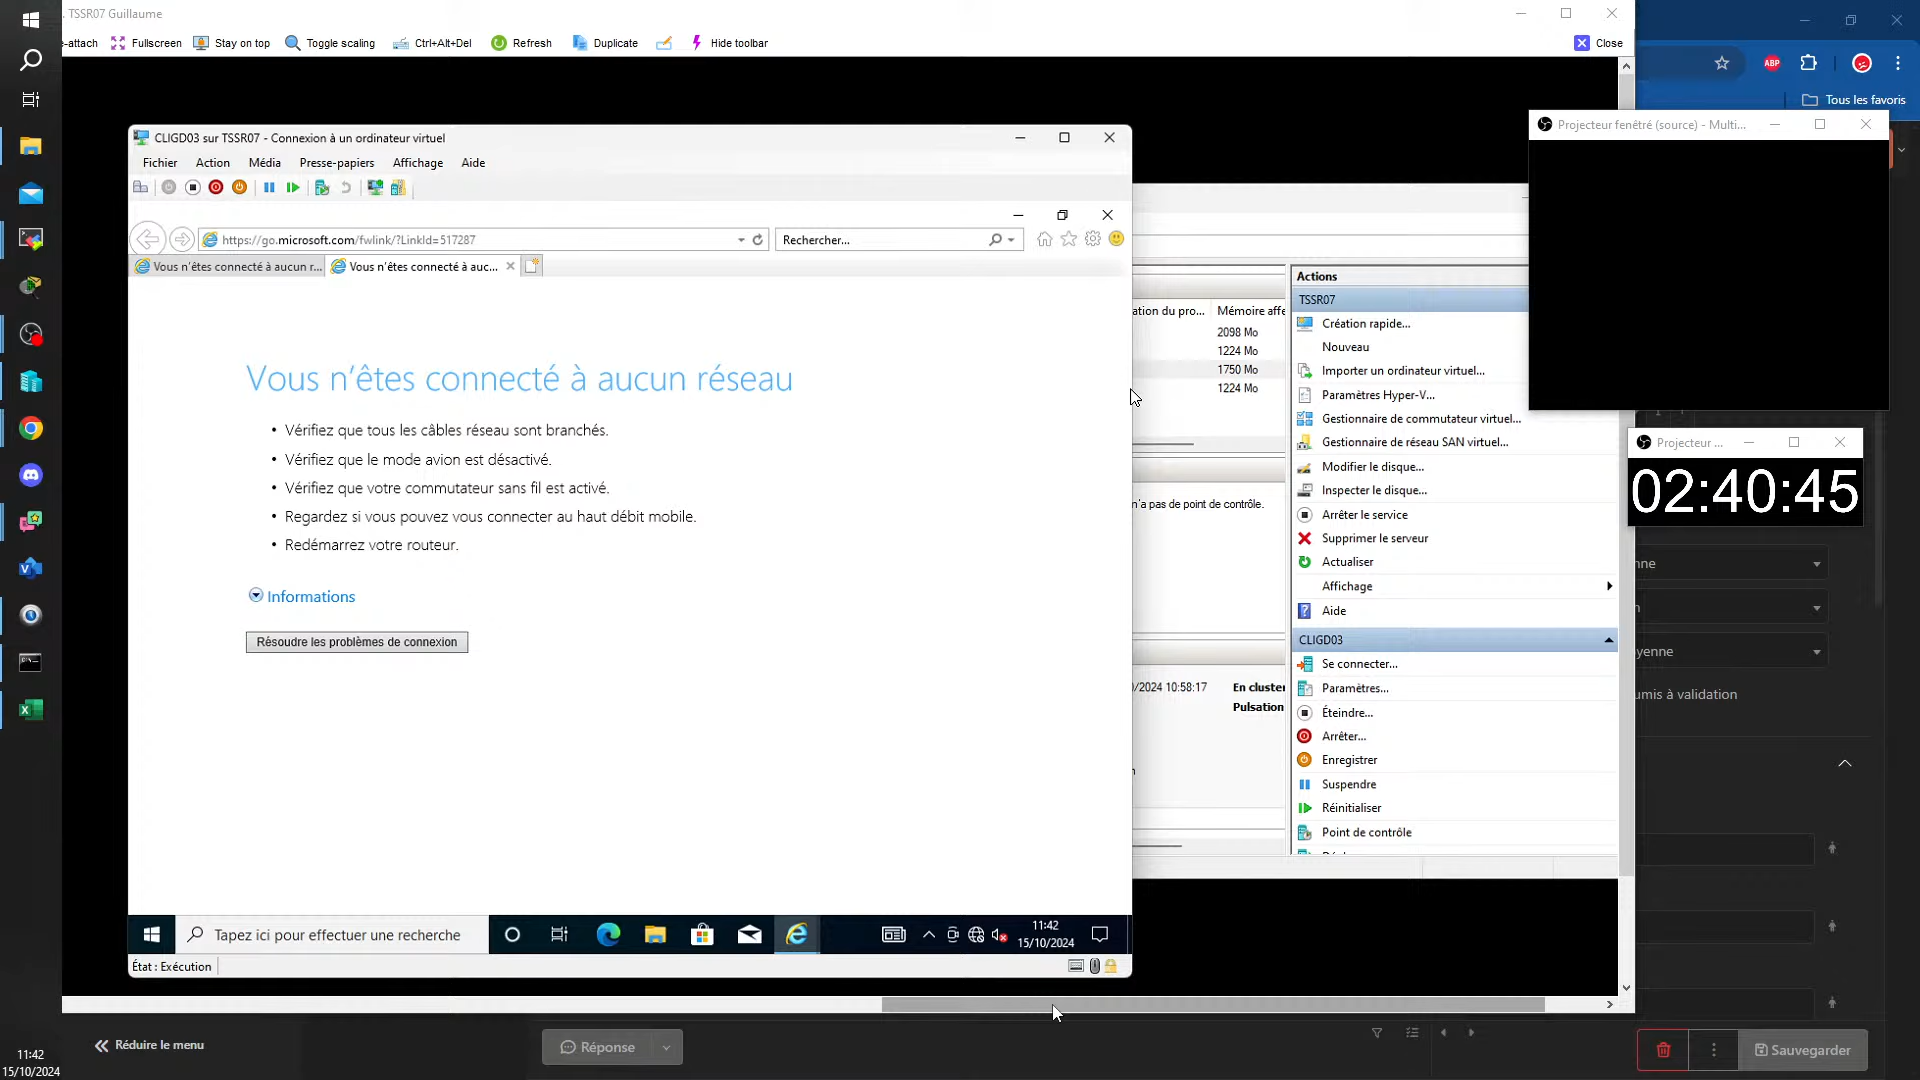 TSSR07 Guillaume
e-attach Fullscreen Stay on top Toggle scaling Ctrl+Alt+Del Refresh Duplicate Hide toolbar Close
ABP
Tous les favoris
Projecteur fenêtré (source) - Multi...
CLIGD03 sur TSSR07 - Connexion à un ordinateur virtuel
Fichier Action Média Presse-papiers Affichage Aide
https://go.microsoft.com/fwlink/?LinkId=517287
Rechercher...
Vous n'êtes connecté à aucun r...
Vous n'êtes connecté à auc...
Vous n'êtes connecté à aucun réseau
• Vérifiez que tous les câbles réseau sont branchés.
• Vérifiez que le mode avion est désactivé.
• Vérifiez que votre commutateur sans fil est activé.
• Regardez si vous pouvez vous connecter au haut débit mobile.
• Redémarrez votre routeur.
Informations
Résoudre les problèmes de connexion
Tapez ici pour effectuer une recherche
11:42
15/10/2024
État : Exécution
ation du pro... Mémoire affe
2098 Mo
1224 Mo
1750 Mo
1224 Mo
n'a pas de point de contrôle.
0/2024 10:58:17 En cluster
Pulsation
Actions
TSSR07
Création rapide...
Nouveau
Importer un ordinateur virtuel...
Paramètres Hyper-V...
Gestionnaire de commutateur virtuel...
Gestionnaire de réseau SAN virtuel...
Modifier le disque...
Inspecter le disque...
Arrêter le service
Supprimer le serveur
Actualiser
Affichage
Aide
CLIGD03
Se connecter...
Paramètres...
Éteindre...
Arrêter...
Enregistrer
Suspendre
Réinitialiser
Point de contrôle
Projecteur ...
02:40:45
nne
n
yenne
umis à validation
Réduire le menu
Réponse
Sauvegarder
11:42
15/10/2024